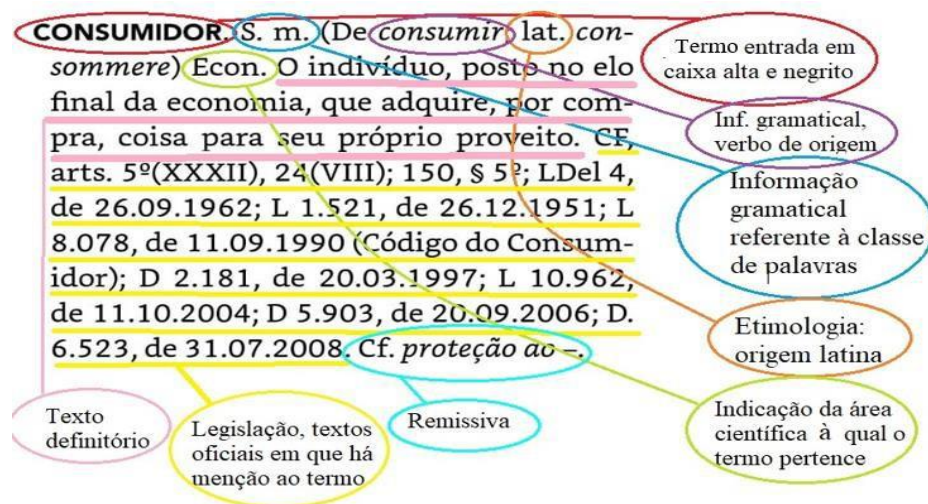 CONSUMIDOR. S. m. (De consumir lat. con-
sommere) Econ. O indivíduo, posto no elo
final da economia, que adquire, por com-
pra, coisa para seu próprio proveito. CF,
arts. 5º(XXXII), 24(VIII); 150, § 5º; LDel 4,
de 26.09.1962; L 1.521, de 26.12.1951; L
8.078, de 11.09.1990 (Código do Consum-
idor); D 2.181, de 20.03.1997; L 10.962,
de 11.10.2004; D 5.903, de 20.09.2006; D.
6.523, de 31.07.2008. Cf. proteção ao –.
Termo entrada em
caixa alta e negrito
Inf. gramatical,
verbo de origem
Informação
gramatical
referente à classe
de palavras
Etimologia:
origem latina
Indicação da área
científica à qual o
termo pertence
Remissiva
Legislação, textos
oficiais em que há
menção ao termo
Texto
definitório